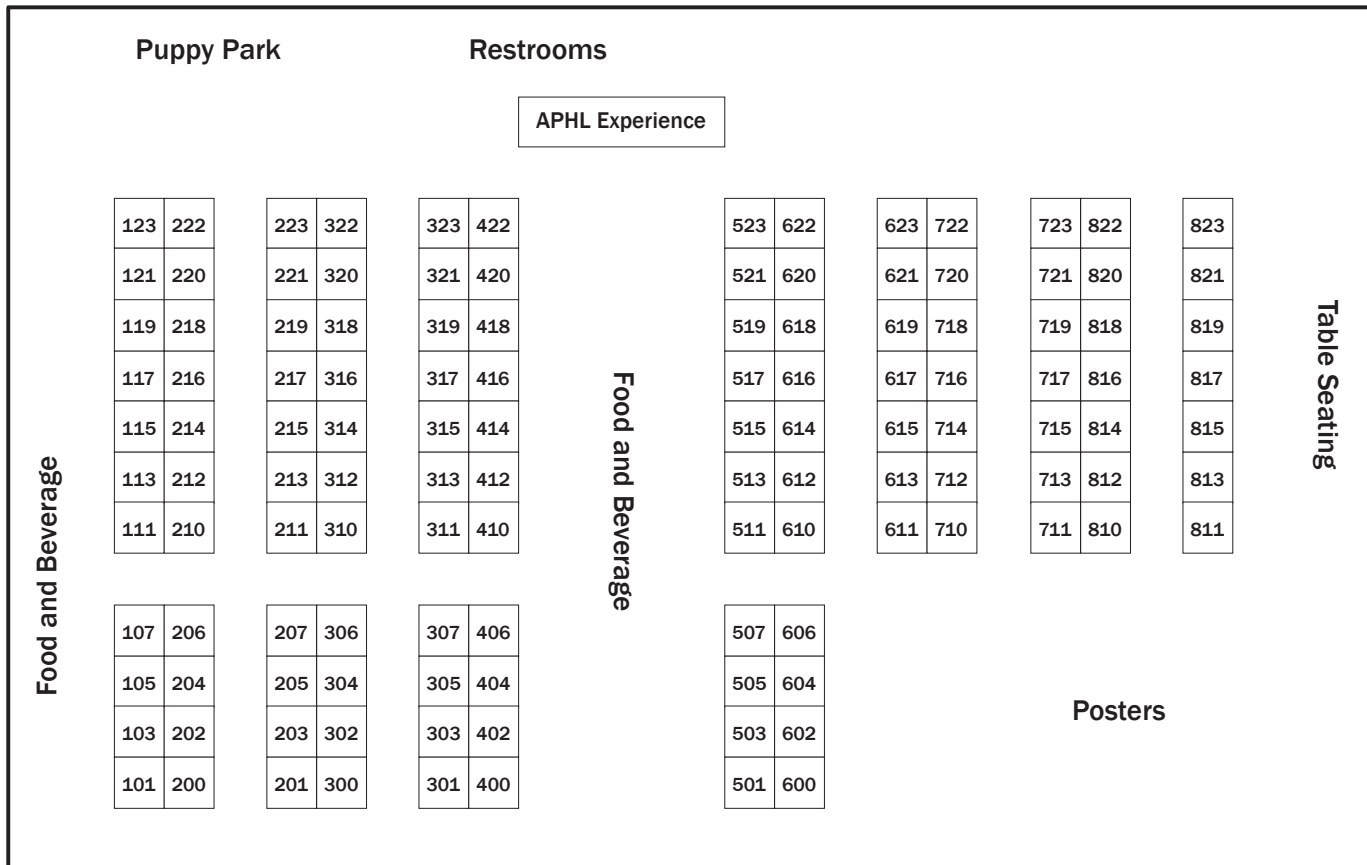 Puppy Park Restrooms
APHL Experience
123 222 223 322 323 422 523 622 623 722 723 822 823
121 220 221 320 321 420 521 620 621 720 721 820 821
119 218 219 318 319 418 519 618 619 718 719 818 819
117 216 217 316 317 416 517 616 617 716 717 816 817
115 214 215 314 315 414 515 614 615 714 715 814 815
113 212 213 312 313 412 513 612 613 712 713 812 813
111 210 211 310 311 410 511 610 611 710 711 810 811
Food and Beverage
Food and Beverage
Table Seating
107 206 207 306 307 406 507 606
105 204 205 304 305 404 505 604
103 202 203 302 303 402 503 602
101 200 201 300 301 400 501 600
Posters